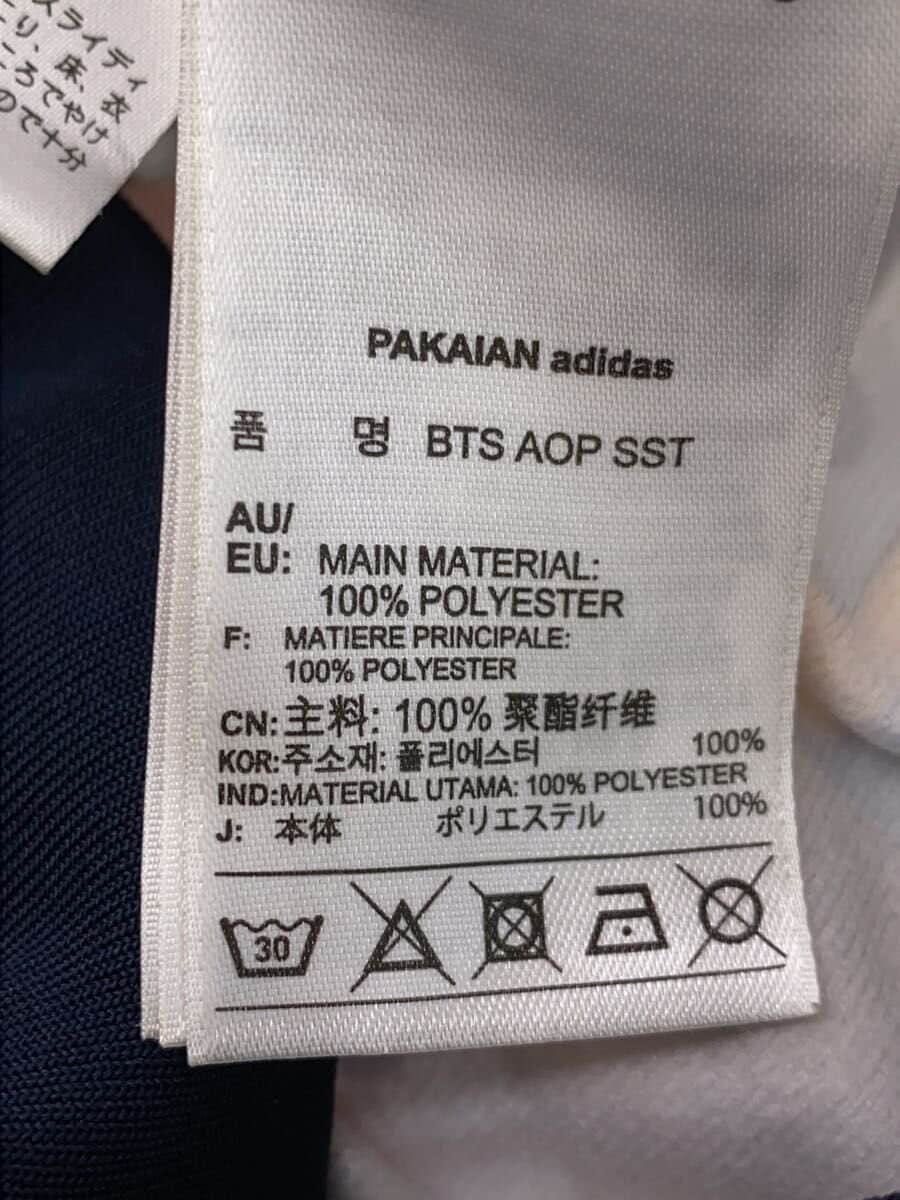 スライディ
り、床、衣
ころでやけ
ので十分
PAKAIAN adidas
품 명 BTS AOP SST
AU/
EU: MAIN MATERIAL:
100% POLYESTER
F: MATIERE PRINCIPALE:
100% POLYESTER
CN:主料: 100% 聚酯纤维
KOR:주소재: 폴리에스터 100%
IND:MATERIAL UTAMA: 100% POLYESTER
J: 本体 ポリエステル 100%
30